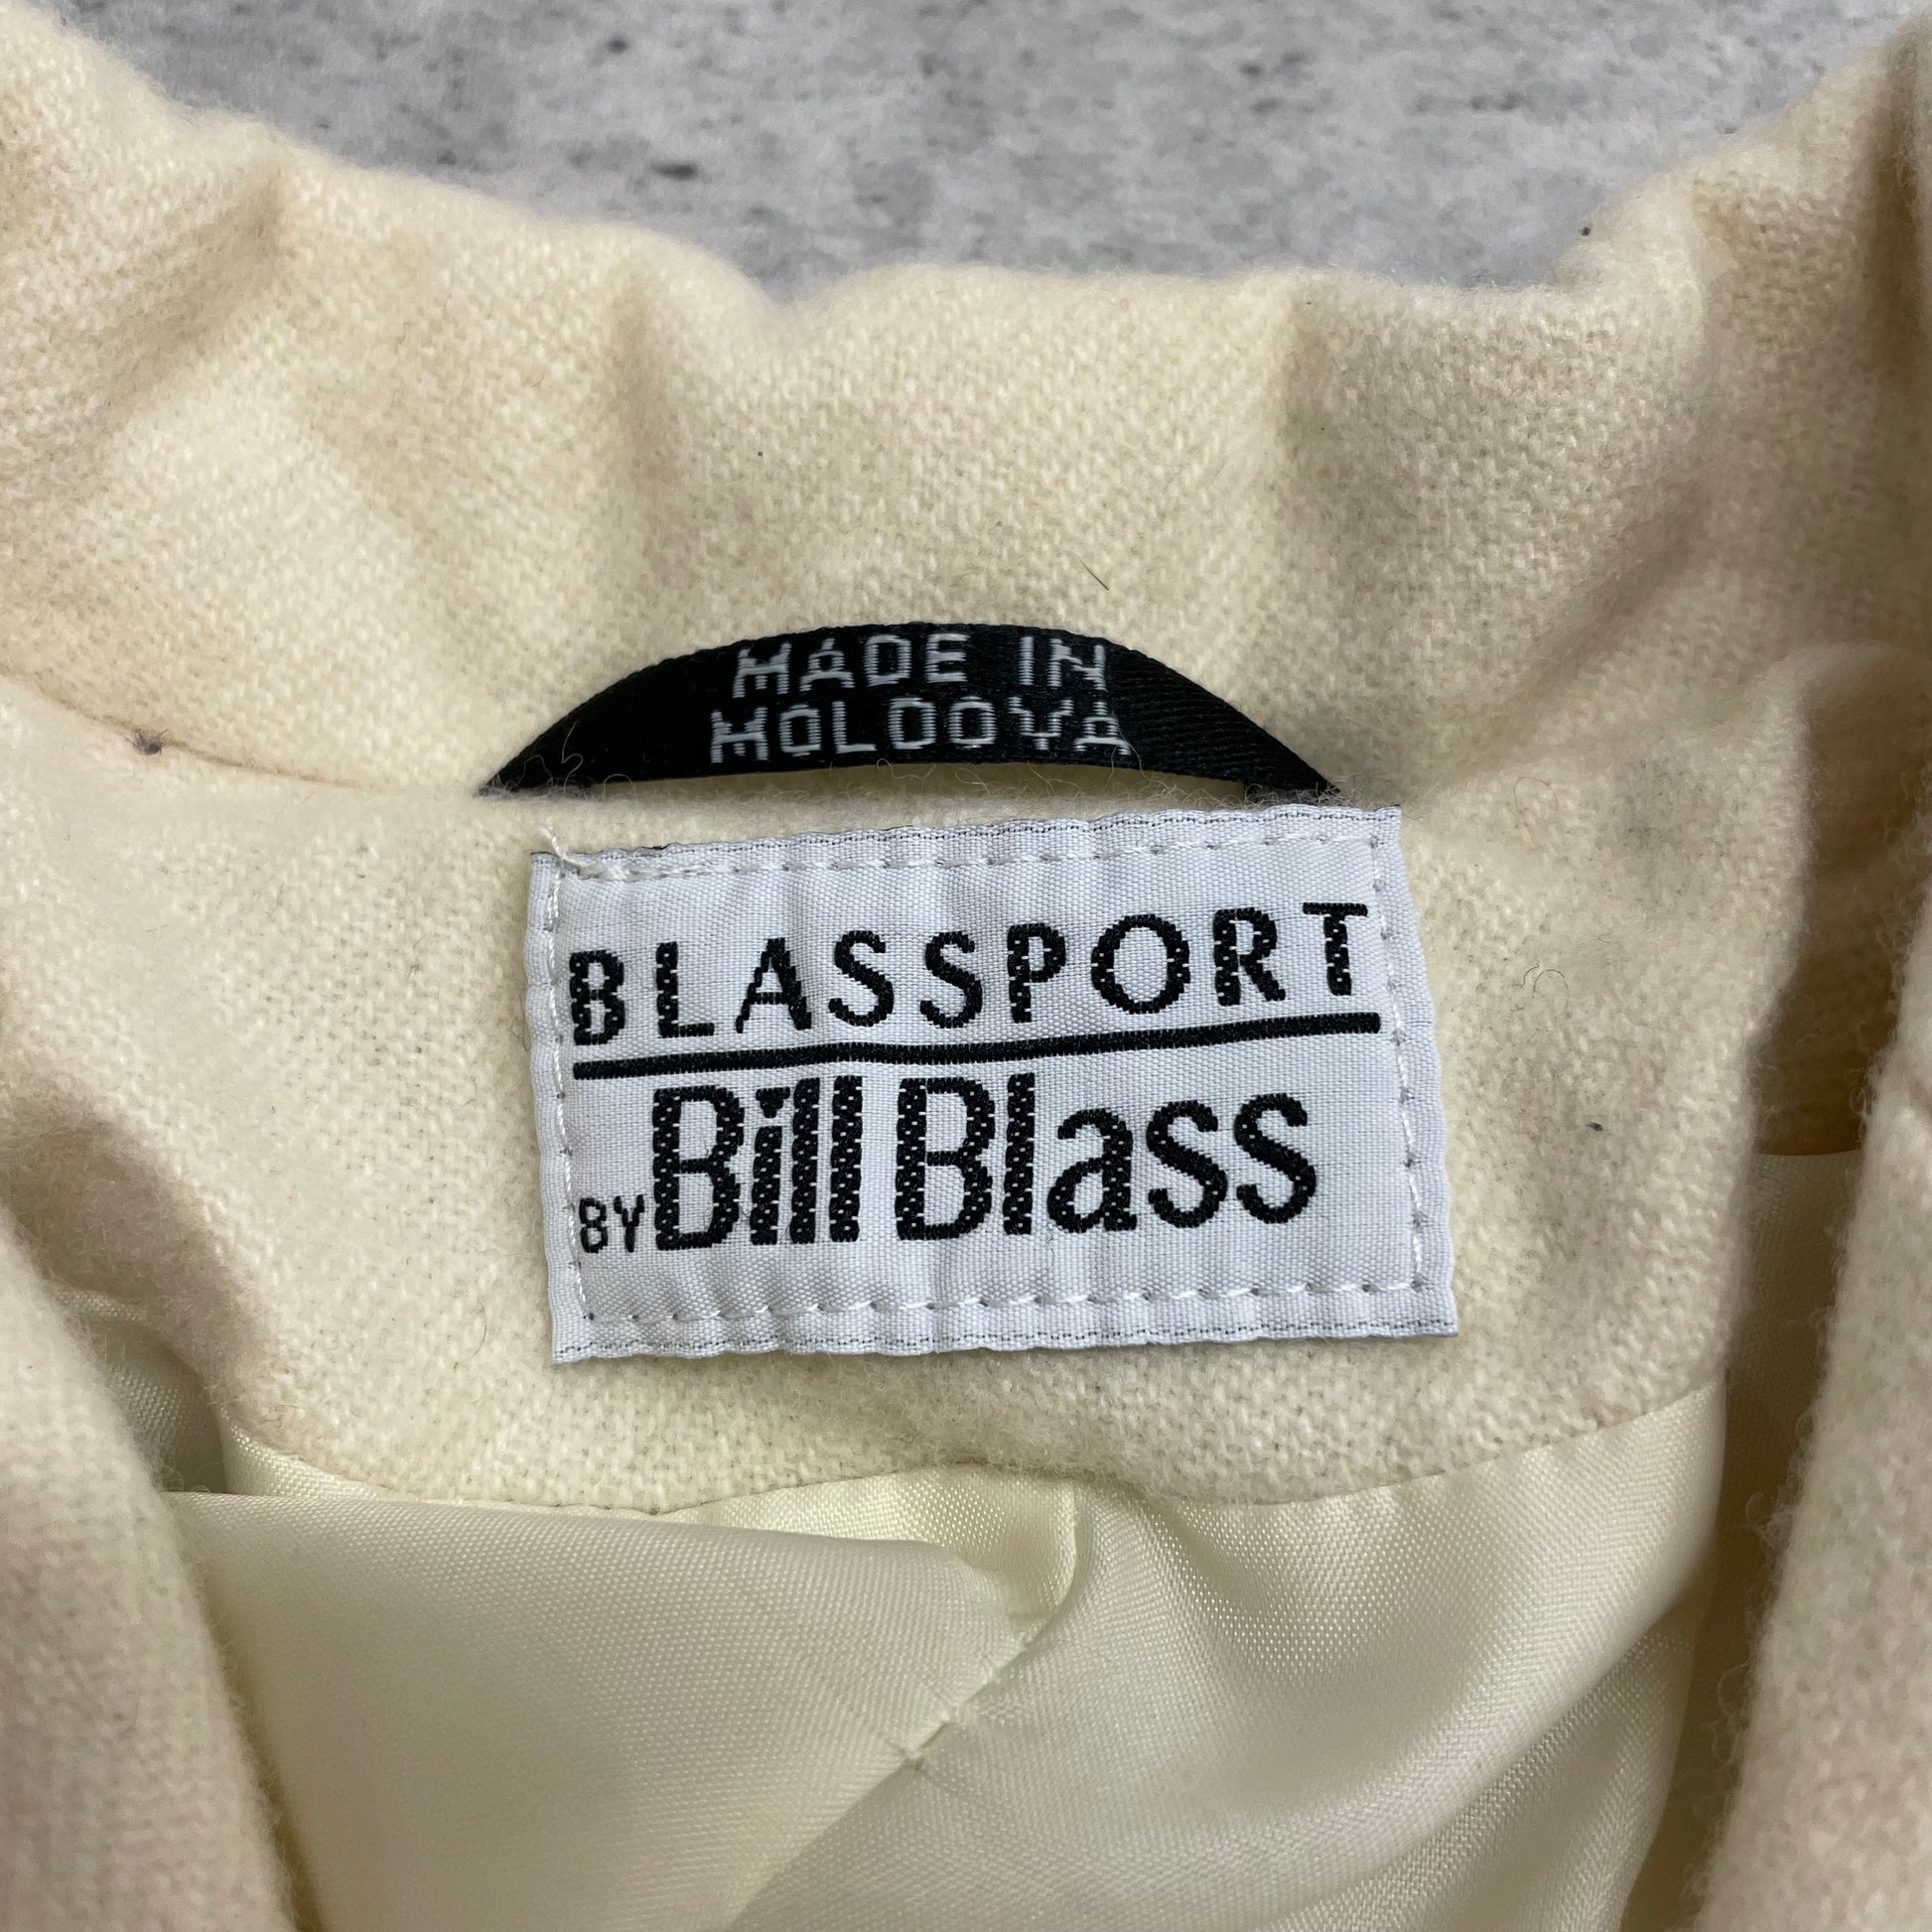 MADE IN
MOLDOVA
BLASSPORT
BY Bill Blass